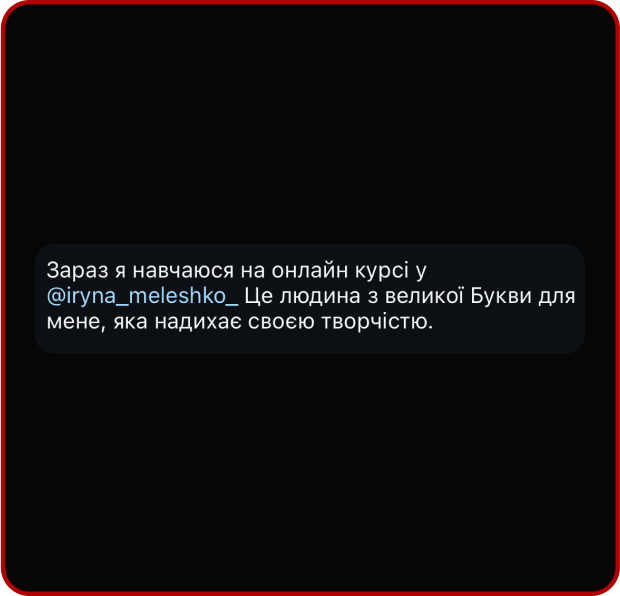 Зараз я навчаюся на онлайн курсі у
@iryna_meleshko_ Це людина з великої Букви для
мене, яка надихає своєю творчістю.